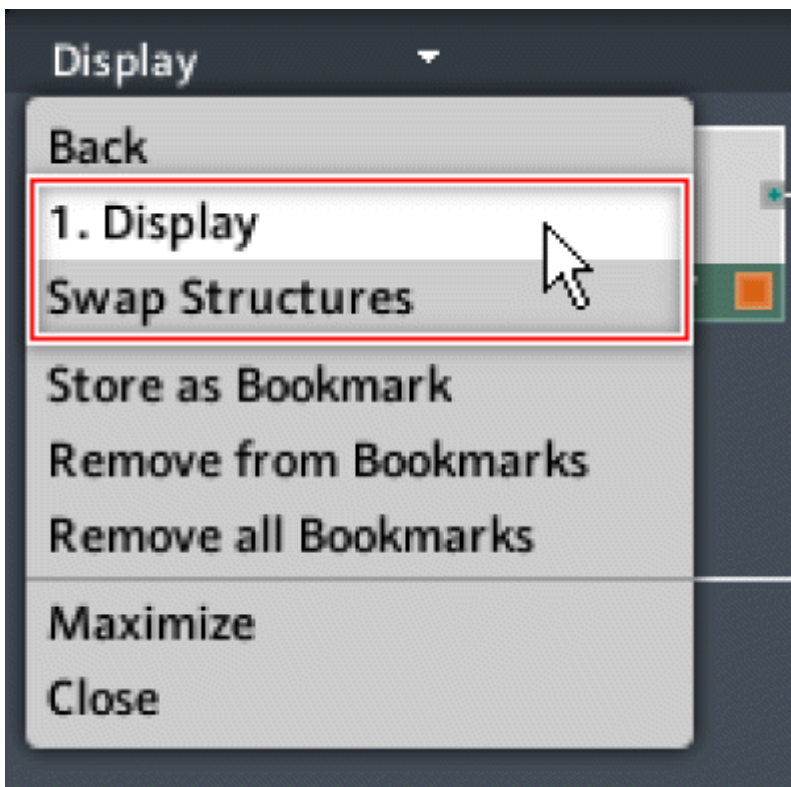 Display
Back
1. Display
Swap Structures
Store as Bookmark
Remove from Bookmarks
Remove all Bookmarks
Maximize
Close